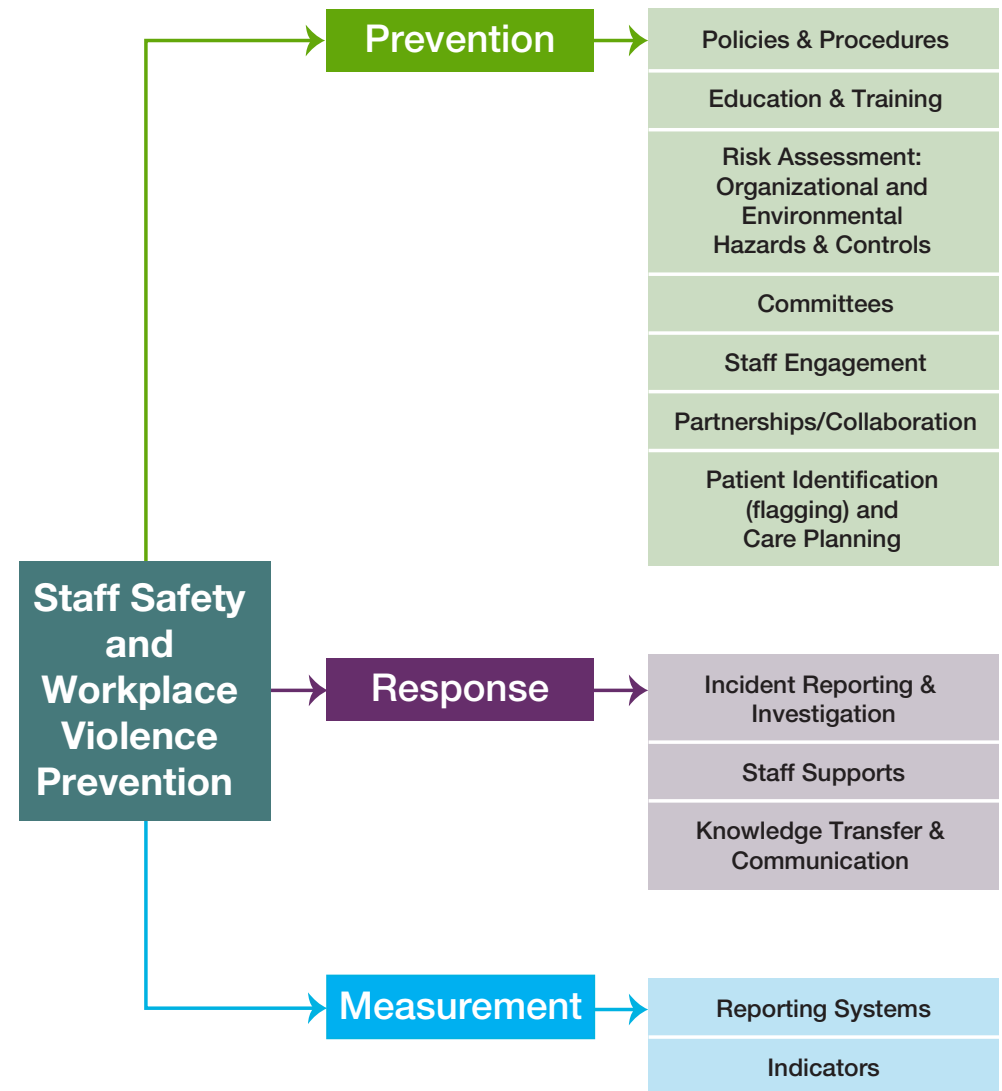 Prevention
Policies & Procedures
Education & Training
Risk Assessment:
Organizational and
Environmental
Hazards & Controls
Committees
Staff Engagement
Partnerships/Collaboration
Patient Identification
(flagging) and
Care Planning
Staff Safety
and
Workplace
Violence
Prevention
Response
Incident Reporting &
Investigation
Staff Supports
Knowledge Transfer &
Communication
Measurement
Reporting Systems
Indicators